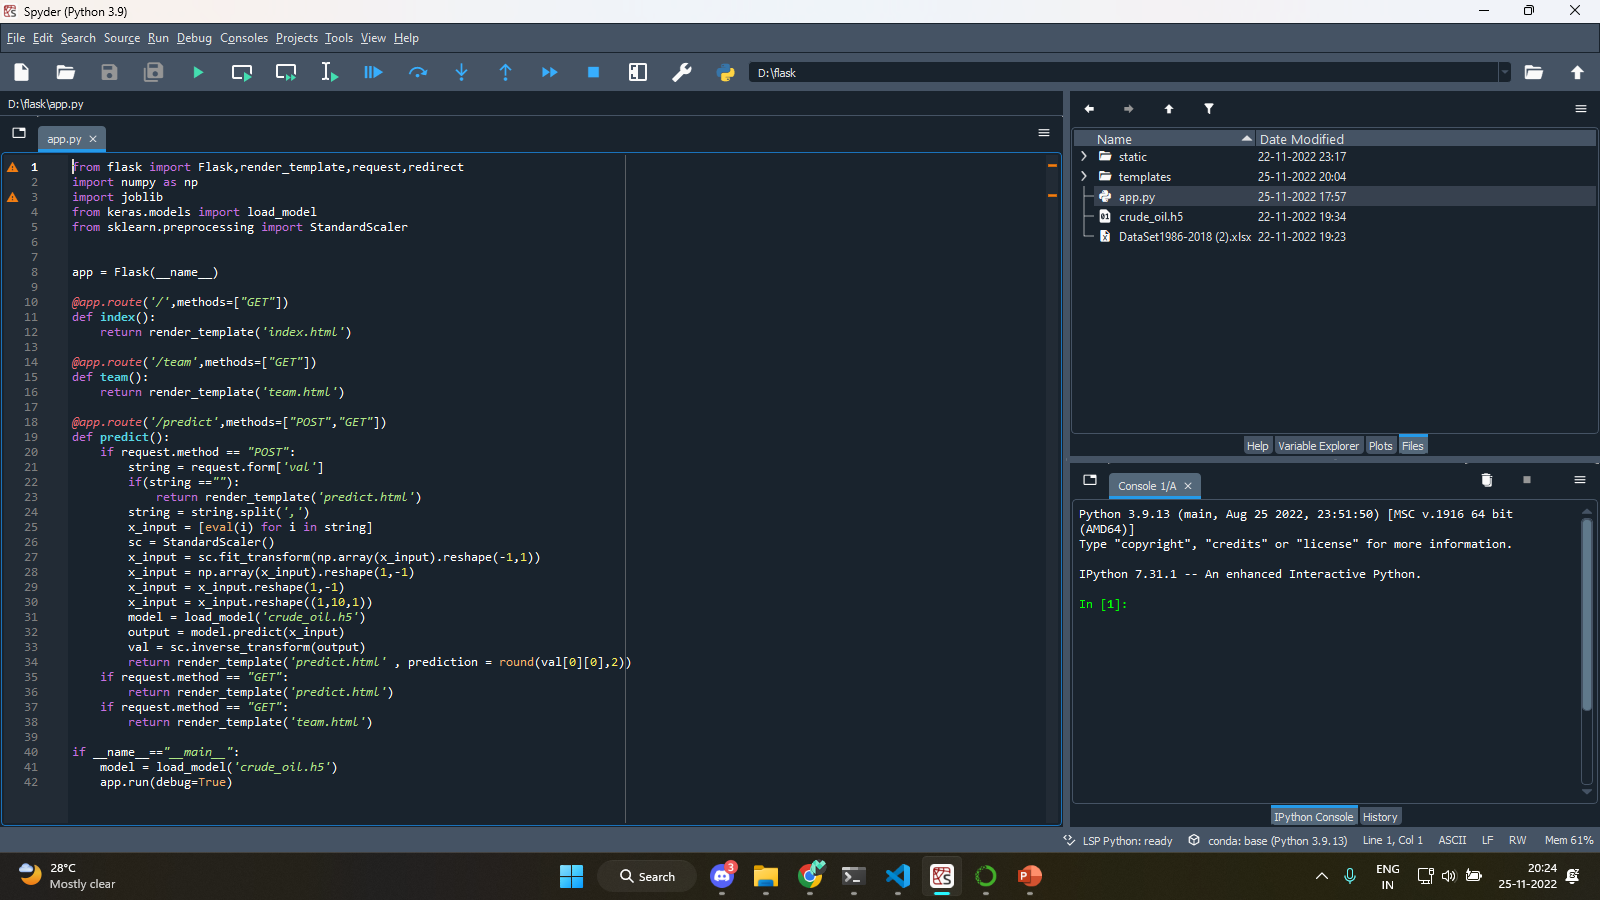 Spyder (Python 3.9)
File Edit Search Source Run Debug Consoles Projects Tools View Help
D:\flask
D:\flask\app.py
app.py
1 from flask import Flask,render_template,request,redirect
2 import numpy as np
3 import joblib
4 from keras.models import load_model
5 from sklearn.preprocessing import StandardScaler
6
7
8 app = Flask(__name__)
9
10 @app.route('/',methods=["GET"])
11 def index():
12     return render_template('index.html')
13
14 @app.route('/team',methods=["GET"])
15 def team():
16     return render_template('team.html')
17
18 @app.route('/predict',methods=["POST","GET"])
19 def predict():
20     if request.method == "POST":
21         string = request.form['val']
22         if(string ==""):
23             return render_template('predict.html')
24         string = string.split(',')
25         x_input = [eval(i) for i in string]
26         sc = StandardScaler()
27         x_input = sc.fit_transform(np.array(x_input).reshape(-1,1))
28         x_input = np.array(x_input).reshape(1,-1)
29         x_input = x_input.reshape(1,-1)
30         x_input = x_input.reshape((1,10,1))
31         model = load_model('crude_oil.h5')
32         output = model.predict(x_input)
33         val = sc.inverse_transform(output)
34         return render_template('predict.html' , prediction = round(val[0][0],2))
35     if request.method == "GET":
36         return render_template('predict.html')
37     if request.method == "GET":
38         return render_template('team.html')
39
40 if __name__=="__main__":
41     model = load_model('crude_oil.h5')
42     app.run(debug=True)
Name Date Modified
static 22-11-2022 23:17
templates 25-11-2022 20:04
app.py 25-11-2022 17:57
crude_oil.h5 22-11-2022 19:34
DataSet1986-2018 (2).xlsx 22-11-2022 19:23
Help Variable Explorer Plots Files
Console 1/A
Python 3.9.13 (main, Aug 25 2022, 23:51:50) [MSC v.1916 64 bit
(AMD64)]
Type "copyright", "credits" or "license" for more information.
IPython 7.31.1 -- An enhanced Interactive Python.
In [1]:
IPython Console History
LSP Python: ready conda: base (Python 3.9.13) Line 1, Col 1 ASCII LF RW Mem 61%
28°C
Mostly clear
Search
3
ENG
IN
20:24
25-11-2022